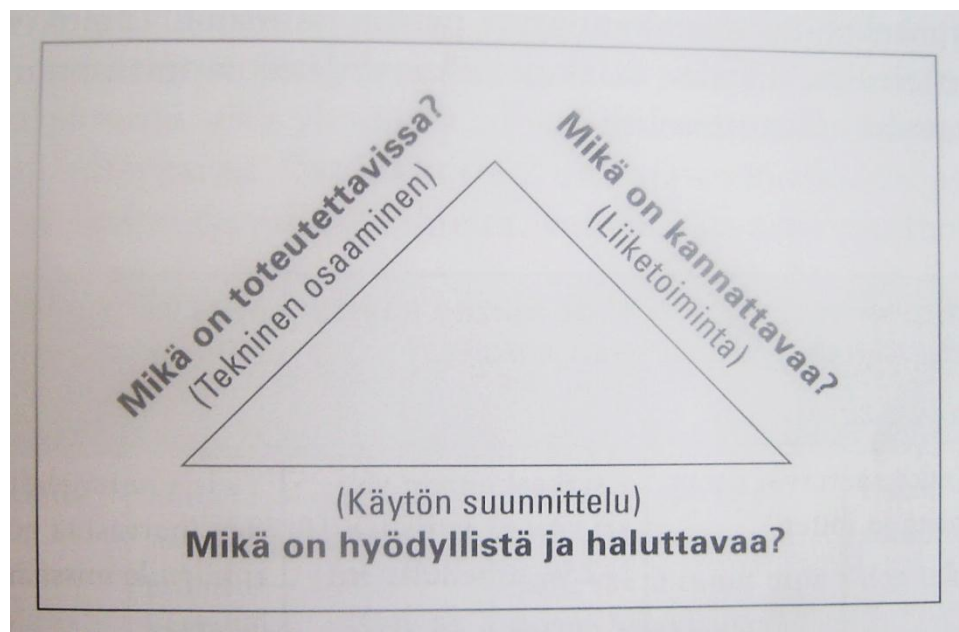 Mikä on toteutettavissa?
(Tekninen osaaminen)
Mikä on kannattavaa?
(Liiketoiminta)
(Käytön suunnittelu)
Mikä on hyödyllistä ja haluttavaa?